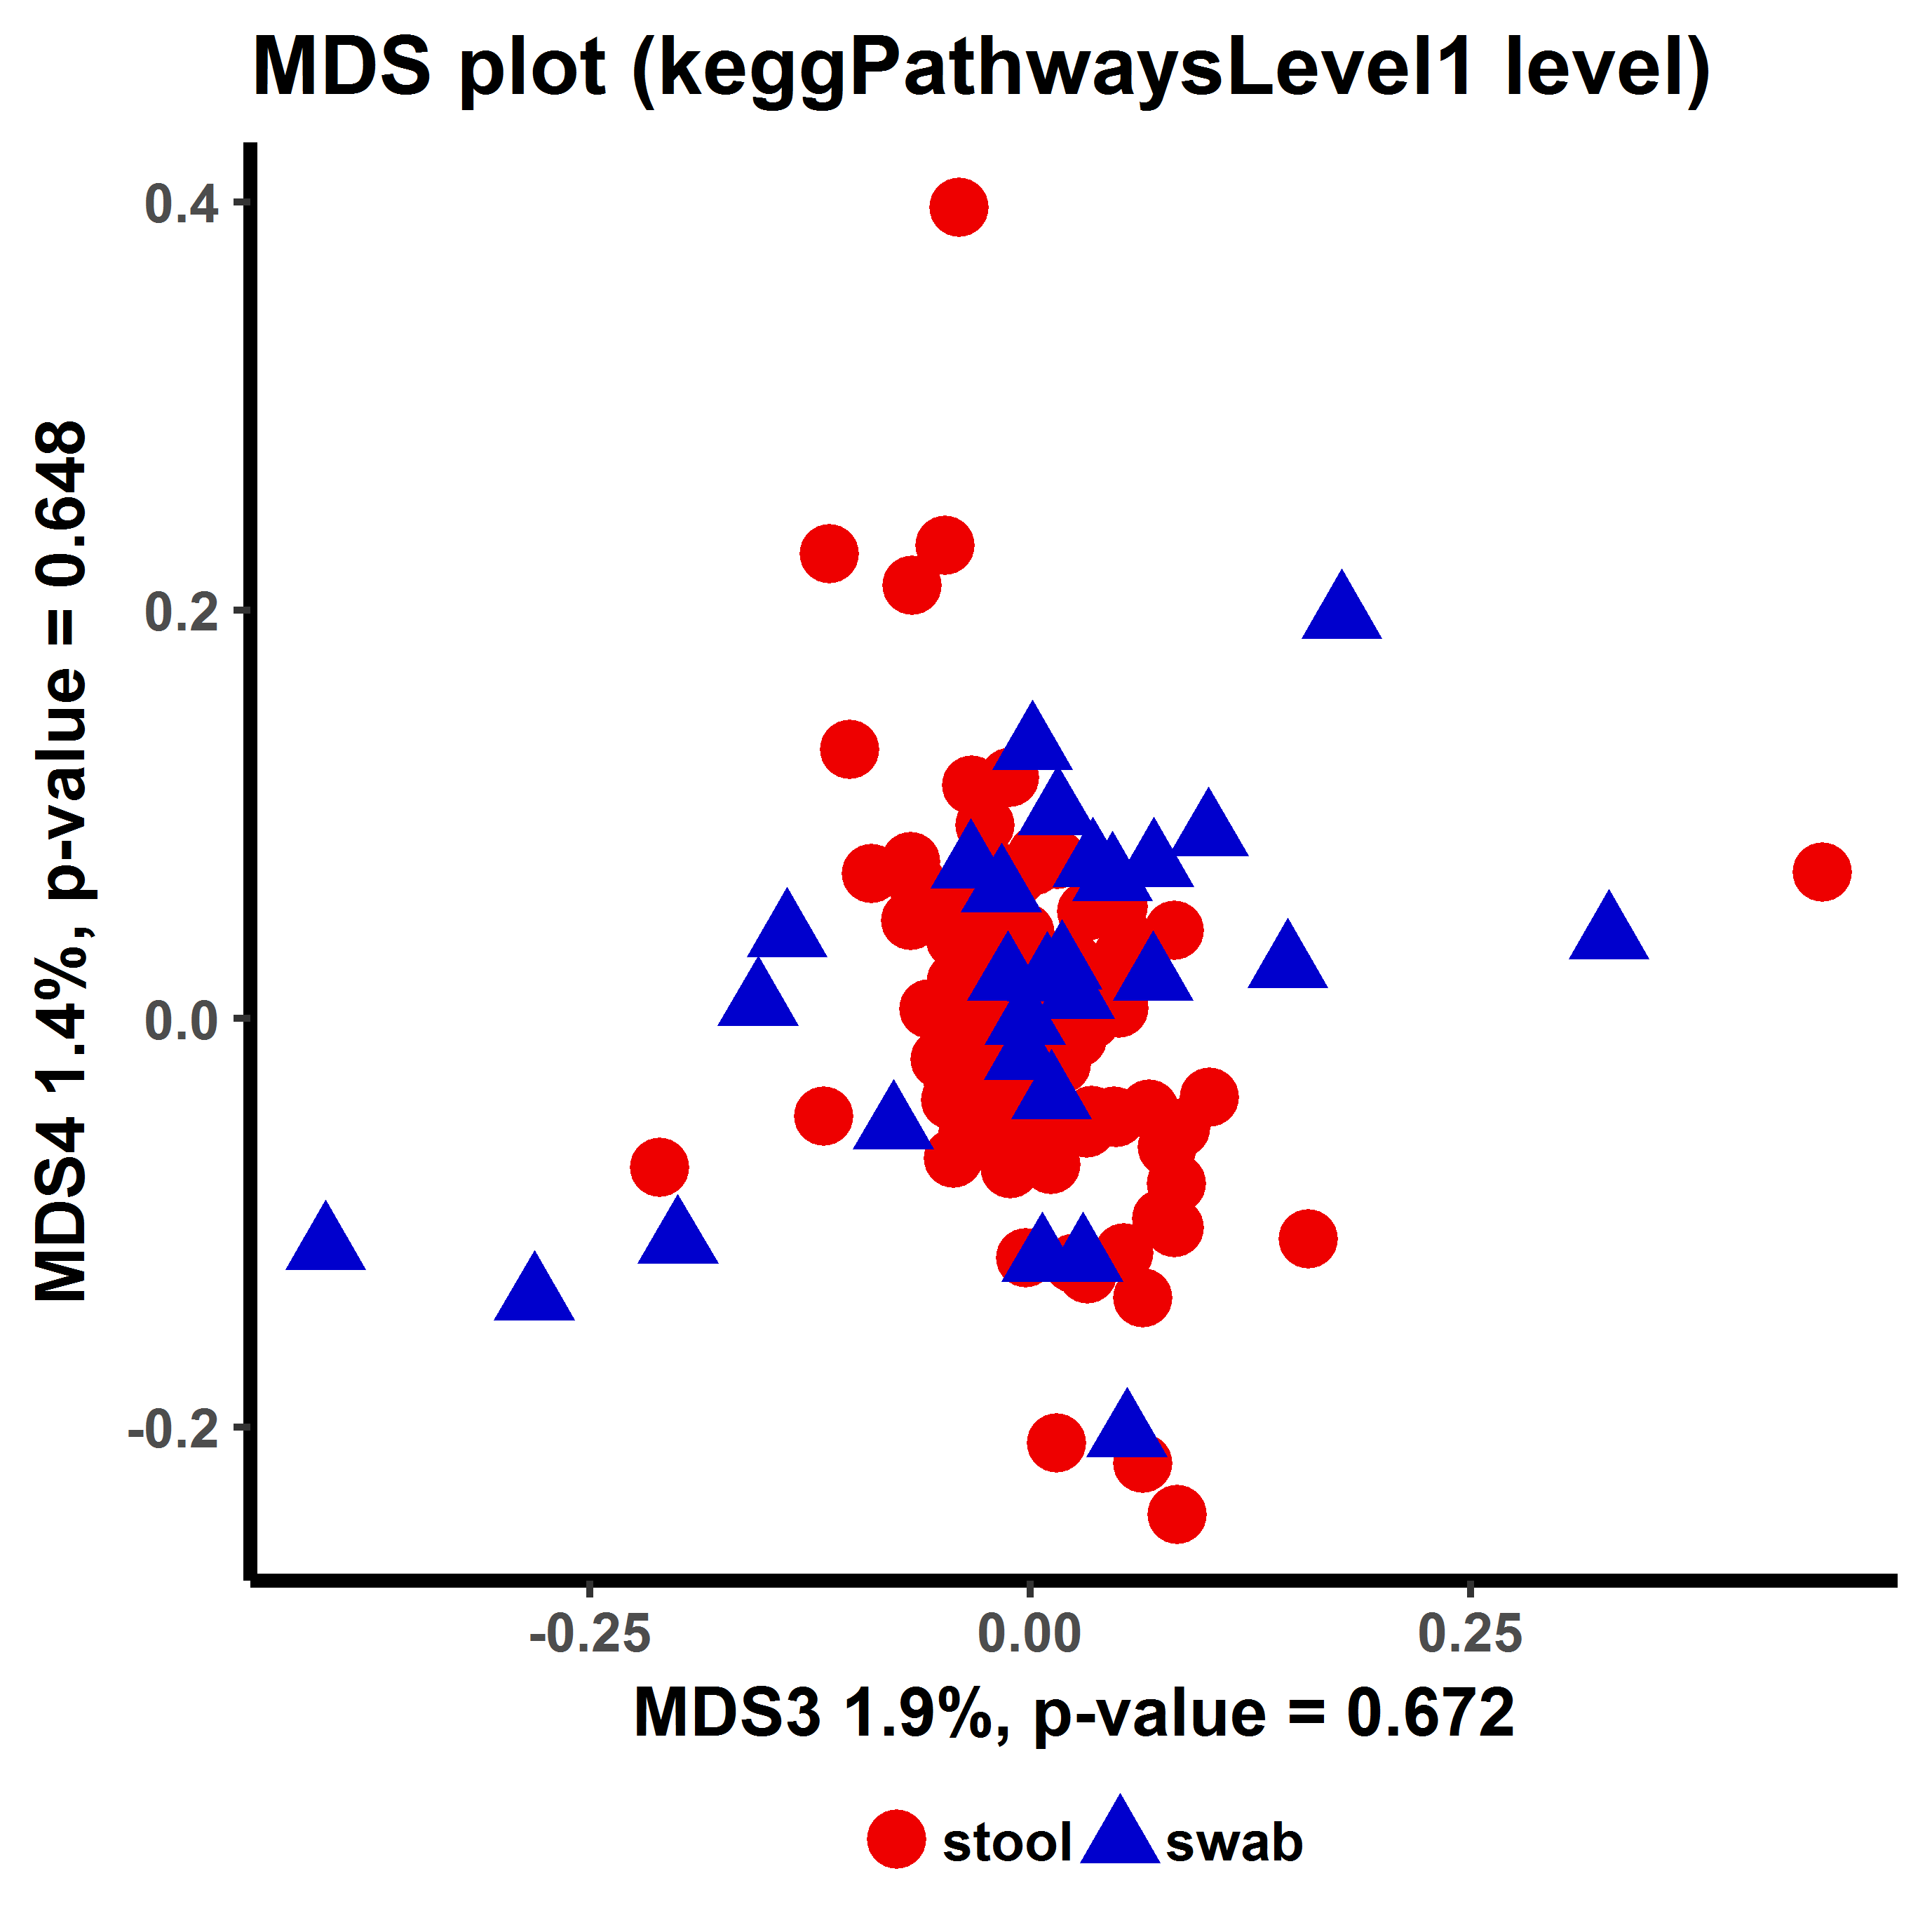 MDS plot (keggPathwaysLevel1 level)
MDS4 1.4%, p-value = 0.648
0.4
0.2
0.0
-0.2
-0.25 0.00 0.25
MDS3 1.9%, p-value = 0.672
stool swab